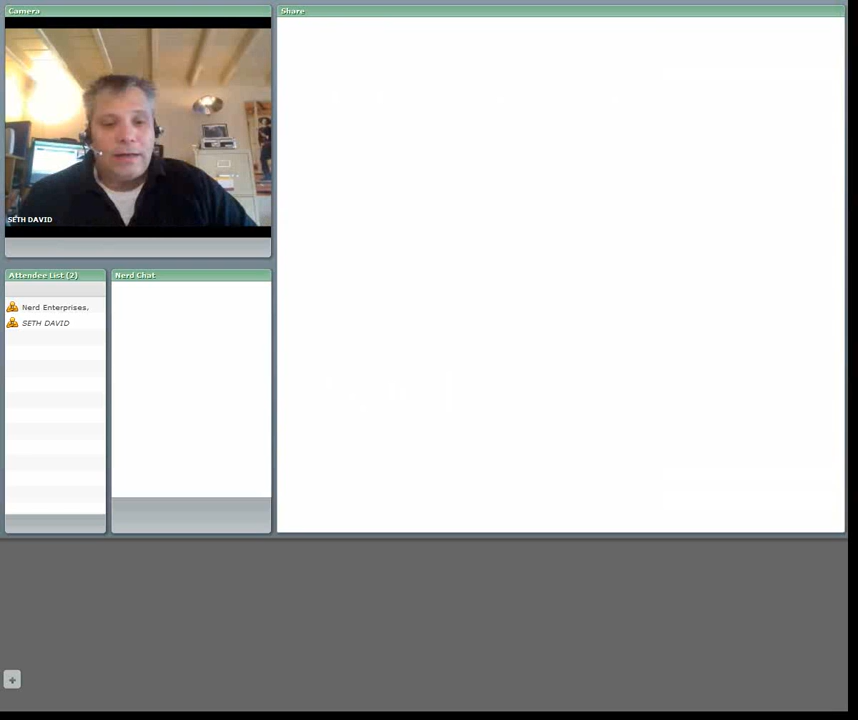 Camera
Share
SETH DAVID
Attendee List (2)
Nerd Chat
Nerd Enterprises,
SETH DAVID